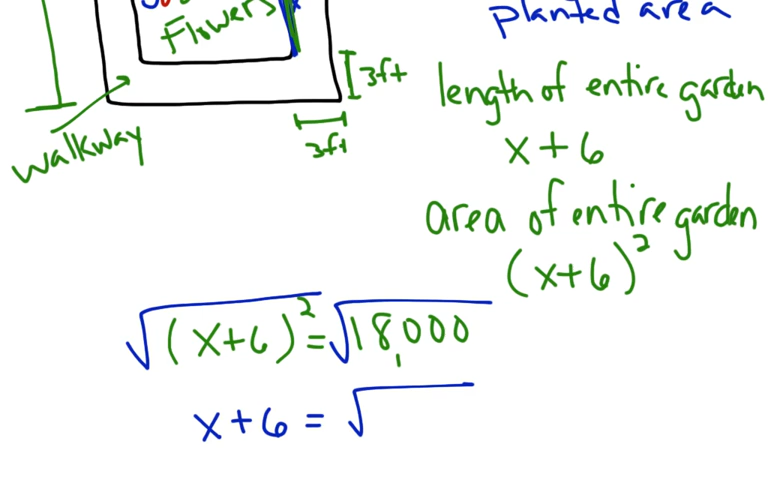 Flowers
planted area
3ft
length of entire garden
walkway
3ft
x + 6
area of entire garden
(x+6)²
√(x+6)² = √18,000
x + 6 = √